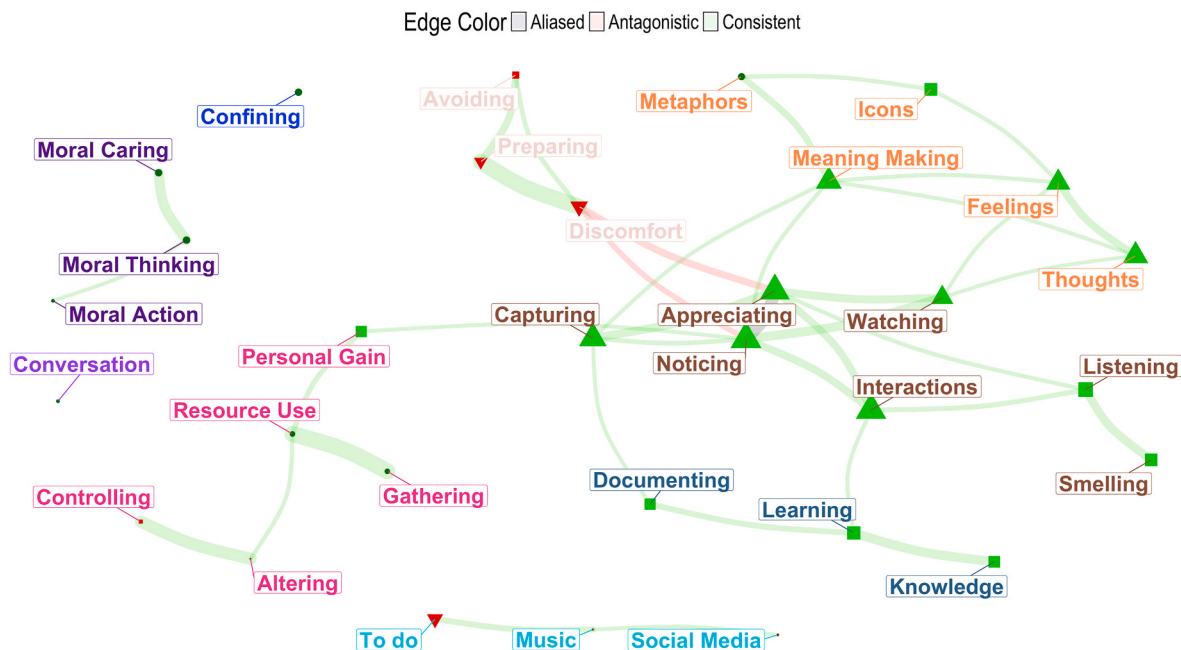 Edge Color Aliased Antagonistic Consistent
Avoiding
Metaphors
Icons
Confining
Moral Caring
Preparing
Meaning Making
Feelings
Discomfort
Moral Thinking
Thoughts
Moral Action
Capturing
Appreciating
Watching
Personal Gain
Noticing
Conversation
Listening
Interactions
Resource Use
Documenting
Smelling
Controlling
Gathering
Learning
Altering
Knowledge
To do
Music
Social Media